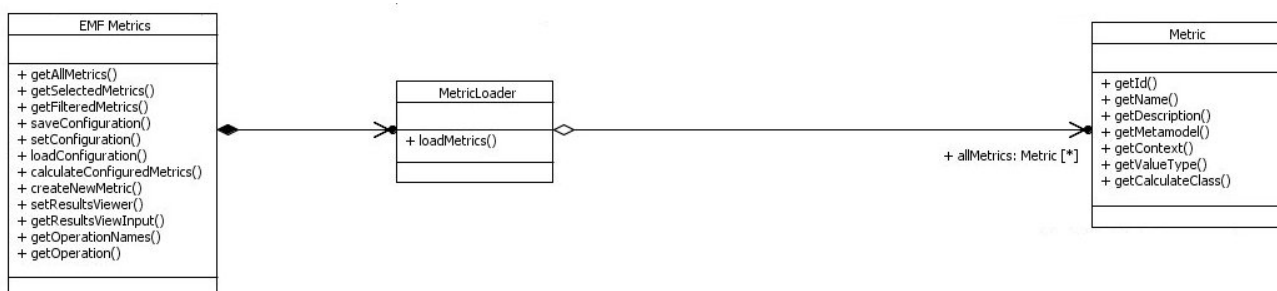 EMF Metrics
+ getAllMetrics()
+ getSelectedMetrics()
+ getFilteredMetrics()
+ saveConfiguration()
+ setConfiguration()
+ loadConfiguration()
+ calculateConfiguredMetrics()
+ createNewMetric()
+ setResultsViewer()
+ getResultsViewInput()
+ getOperationNames()
+ getOperation()
MetricLoader
+ loadMetrics()
+ allMetrics: Metric [*]
Metric
+ getId()
+ getName()
+ getDescription()
+ getMetamodel()
+ getContext()
+ getValueType()
+ getCalculateClass()